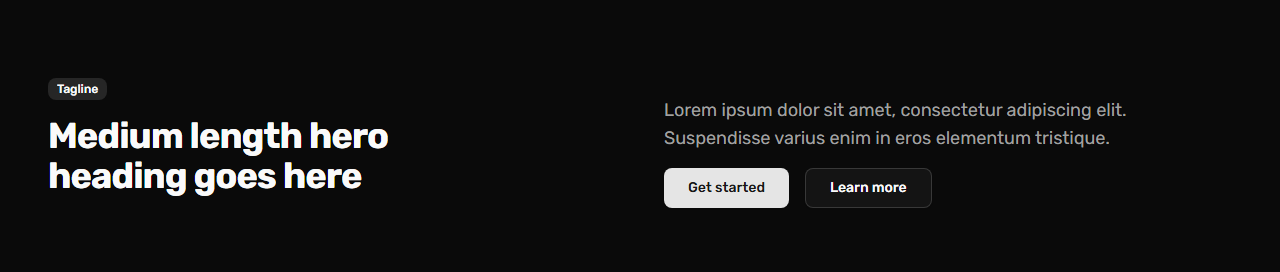 Tagline
Medium length hero
heading goes here
Lorem ipsum dolor sit amet, consectetur adipiscing elit.
Suspendisse varius enim in eros elementum tristique.
Get started
Learn more